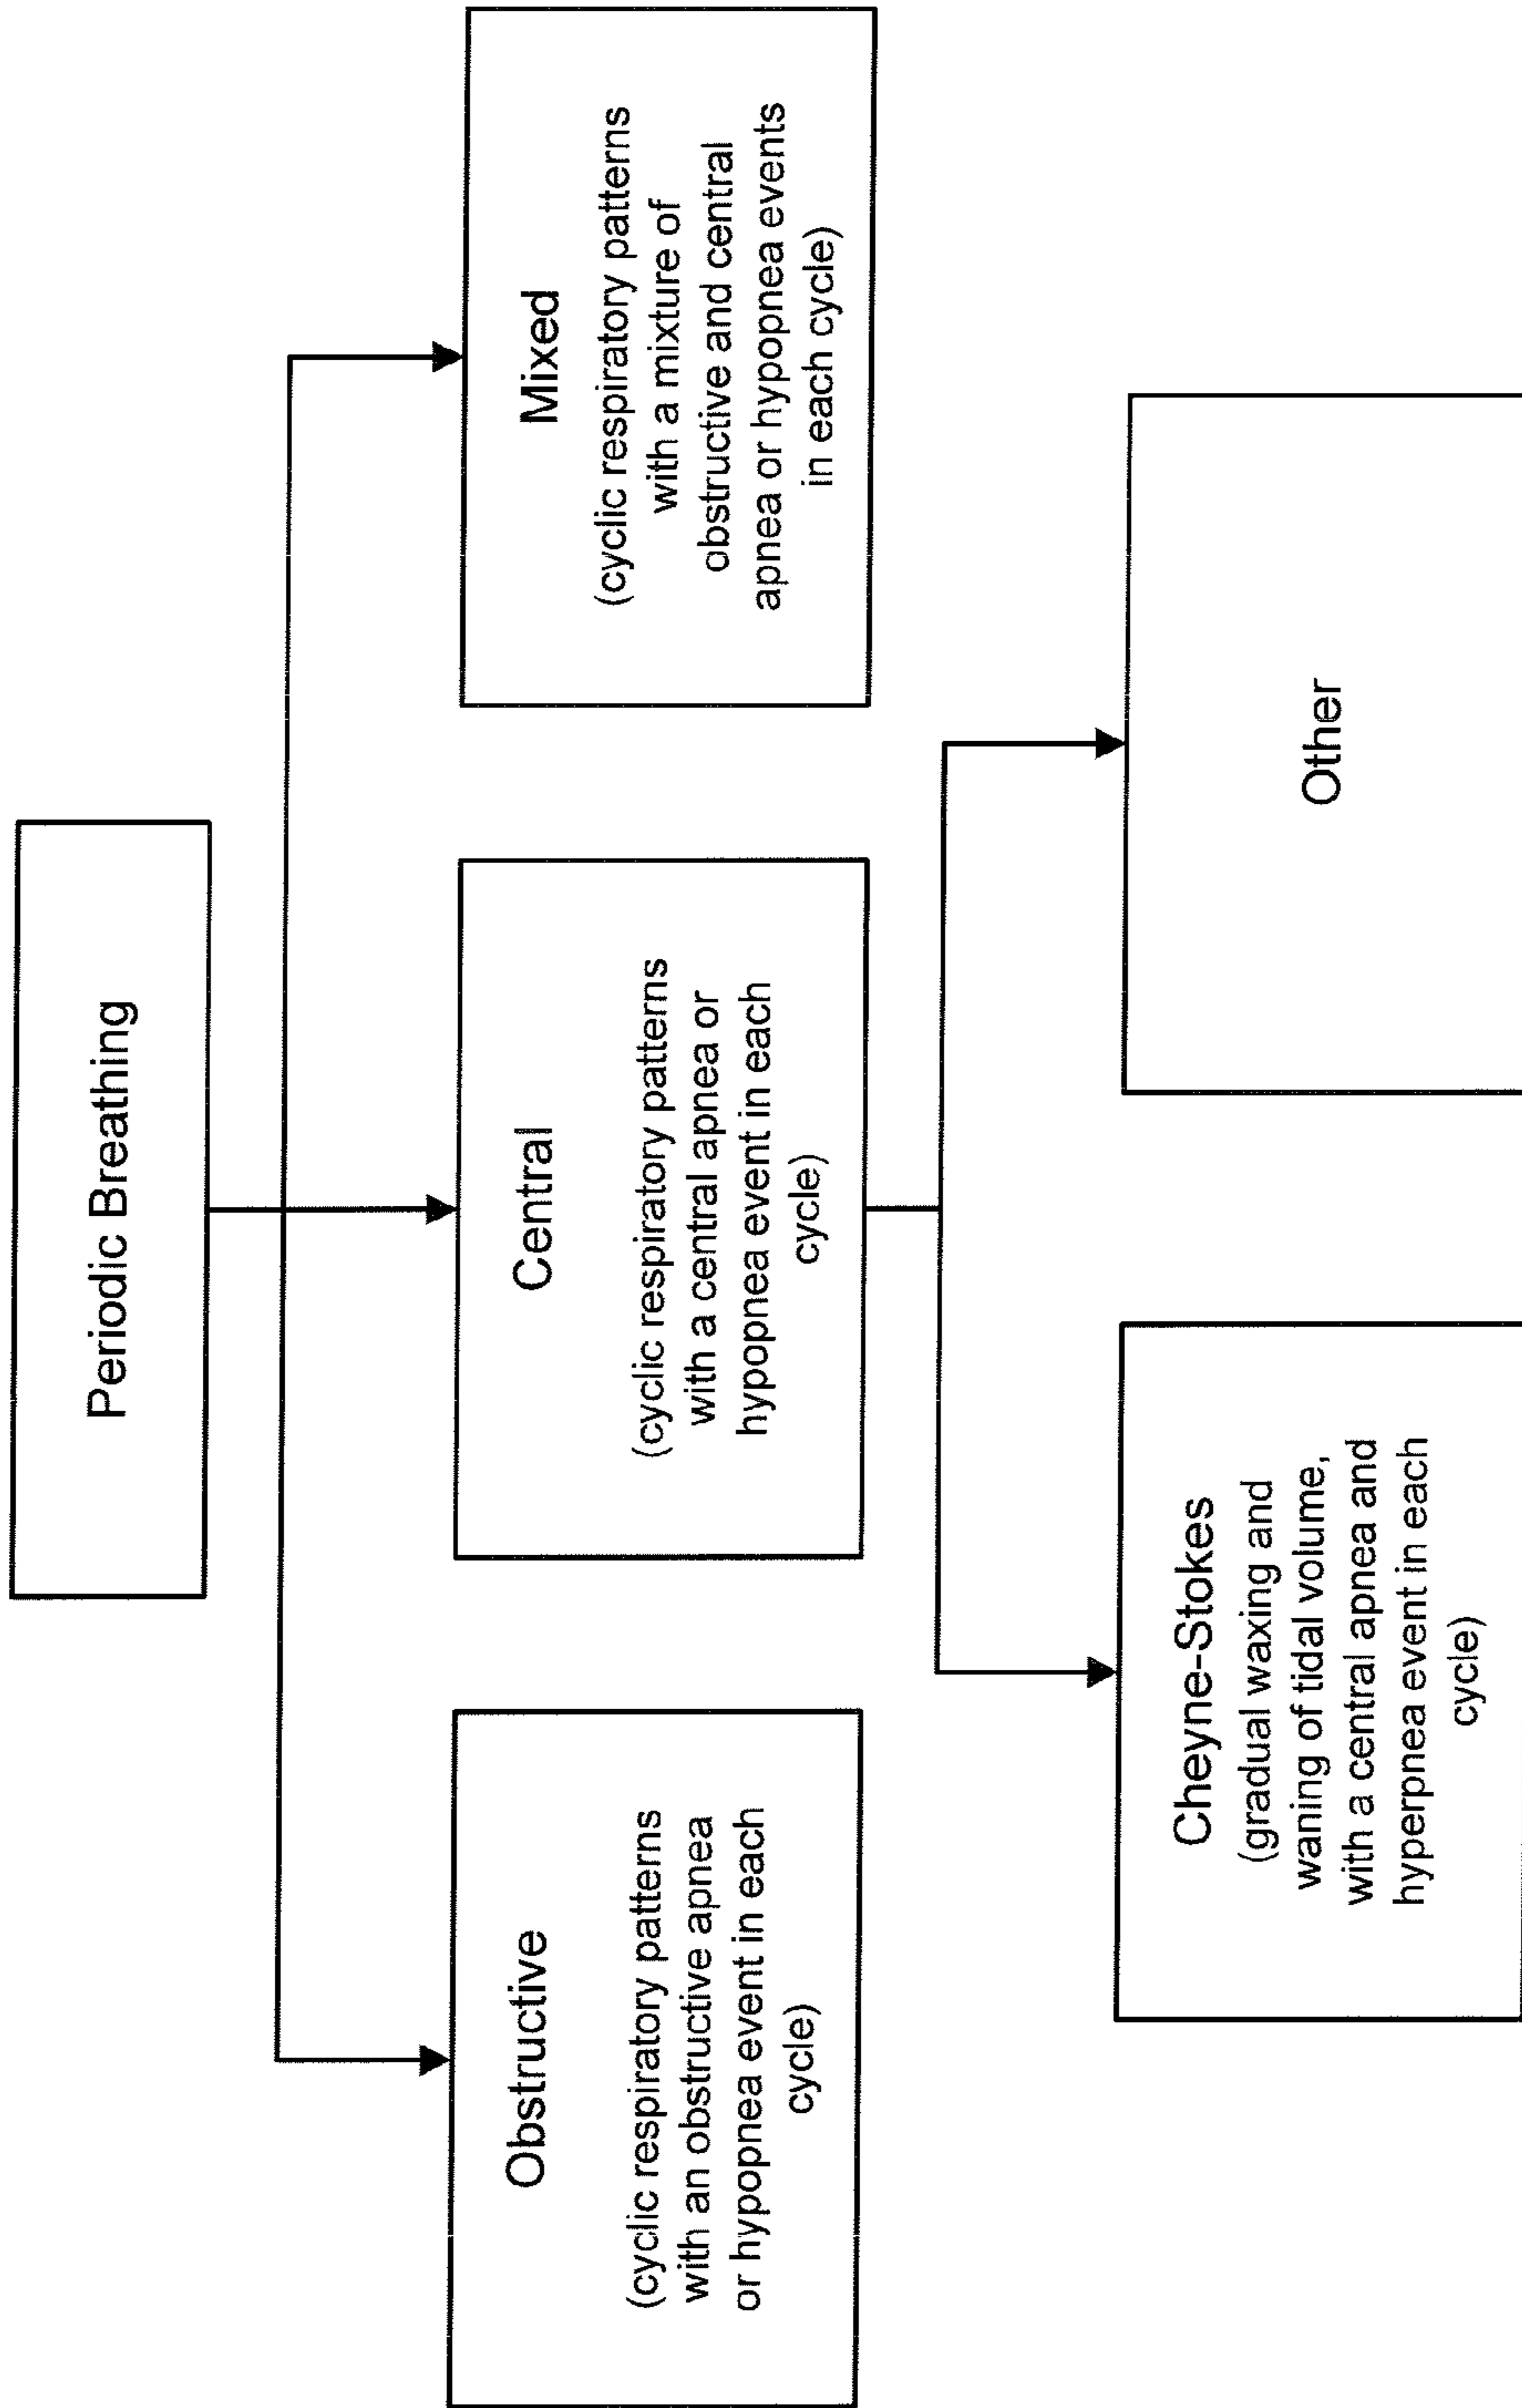 Periodic Breathing
Obstructive
(cyclic respiratory patterns
with an obstructive apnea
or hypopnea event in each
cycle)
Central
(cyclic respiratory patterns
with a central apnea or
hypopnea event in each
cycle)
Mixed
(cyclic respiratory patterns
with a mixture of
obstructive and central
apnea or hypopnea events
in each cycle)
Cheyne-Stokes
(gradual waxing and
waning of tidal volume,
with a central apnea and
hyperpnea event in each
cycle)
Other